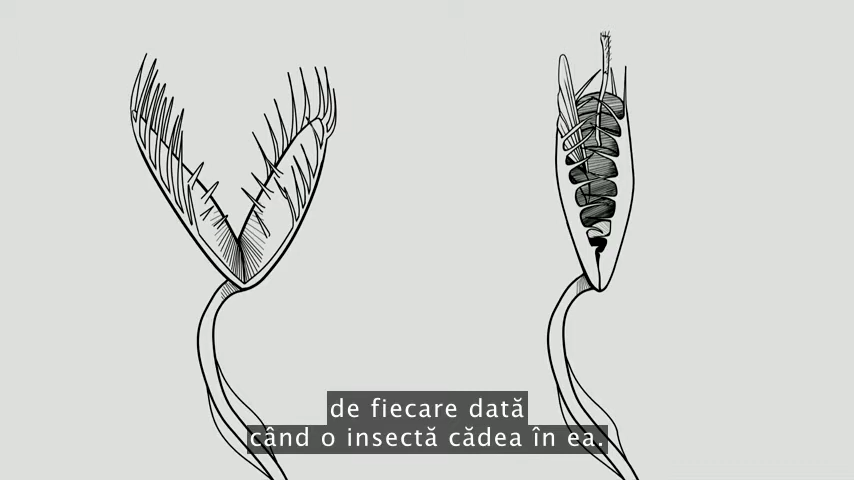 de fiecare dată
când o insectă cădea în ea.